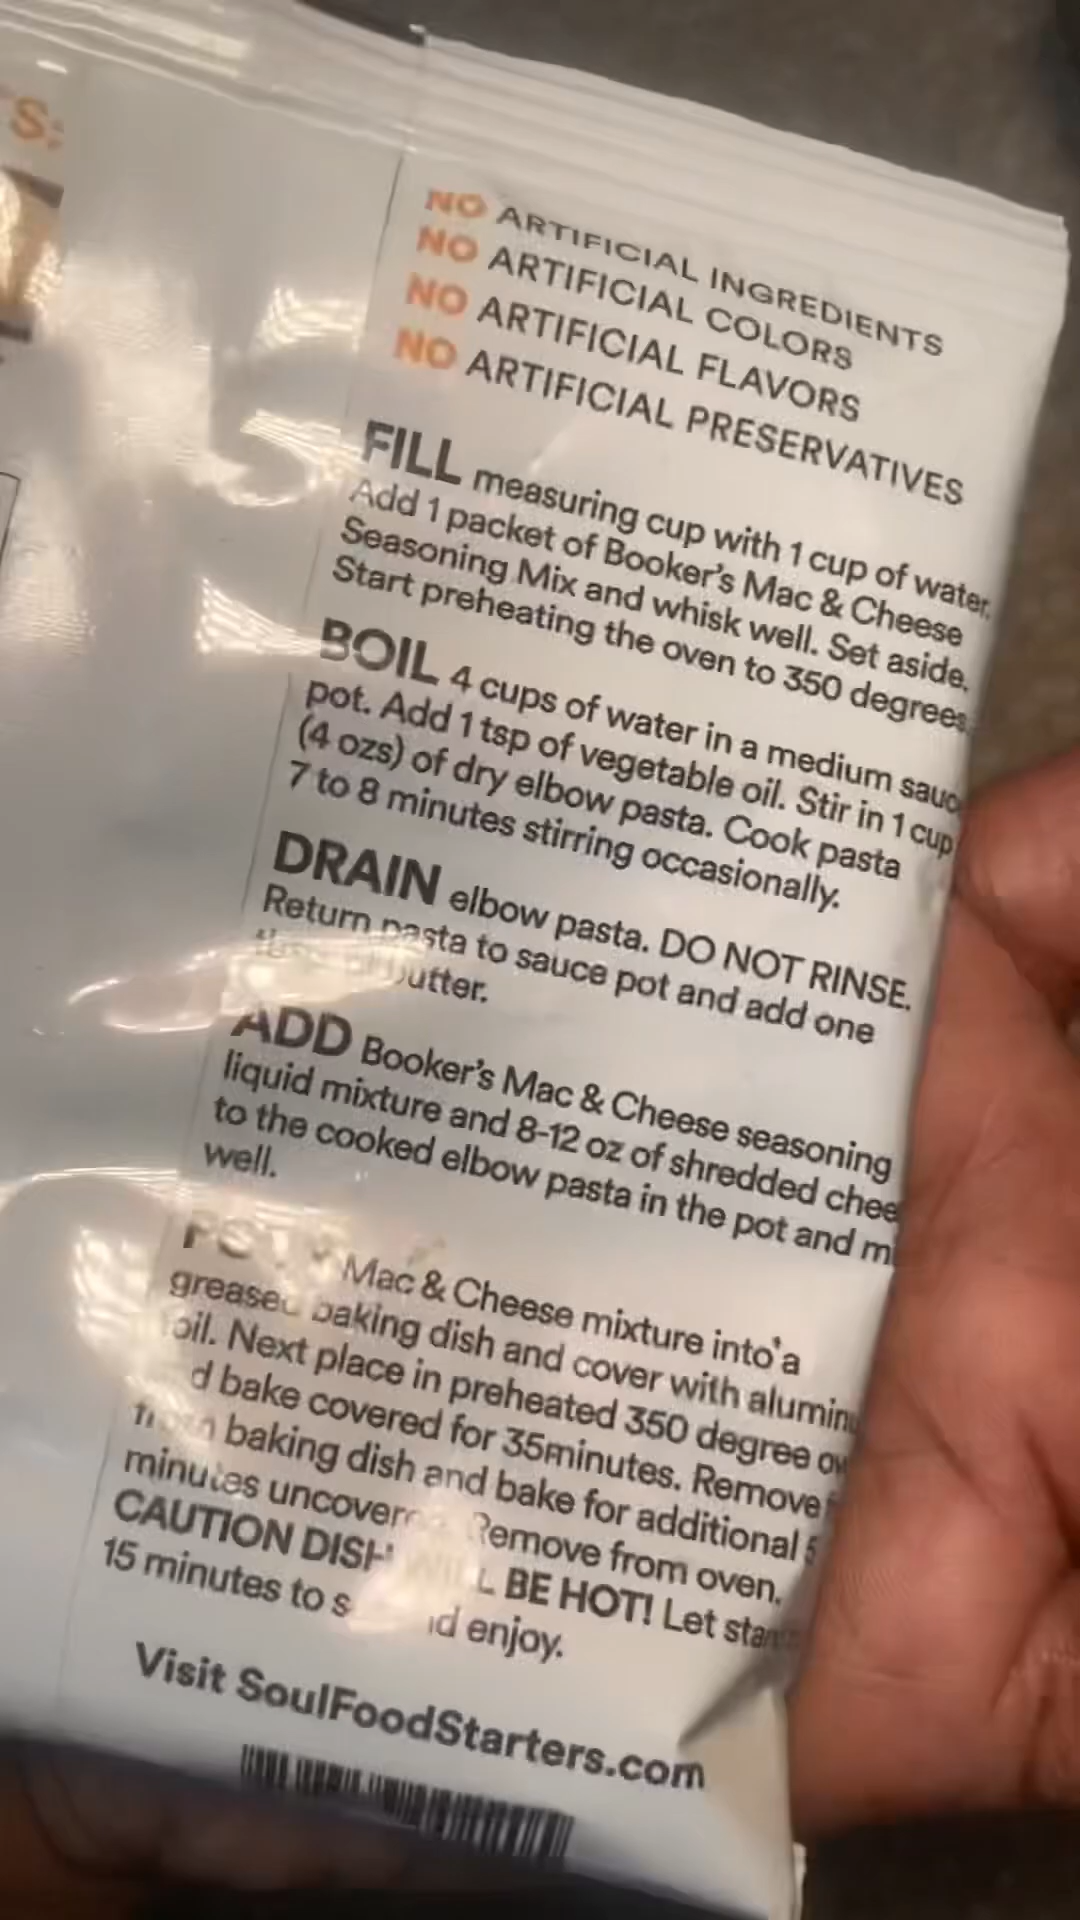 S:
NO ARTIFICIAL INGREDIENTS
NO ARTIFICIAL COLORS
NO ARTIFICIAL FLAVORS
NO ARTIFICIAL PRESERVATIVES
FILL measuring cup with 1 cup of water.
Add 1 packet of Booker's Mac & Cheese
Seasoning Mix and whisk well. Set aside.
Start preheating the oven to 350 degrees.
BOIL 4 cups of water in a medium sauc
pot. Add 1 tsp of vegetable oil. Stir in 1 cup
(4 ozs) of dry elbow pasta. Cook pasta
7 to 8 minutes stirring occasionally.
DRAIN elbow pasta. DO NOT RINSE.
Return pasta to sauce pot and add one
butter.
ADD Booker's Mac & Cheese seasoning
liquid mixture and 8-12 oz of shredded chee
to the cooked elbow pasta in the pot and mi
well.
Mac & Cheese mixture into a
greased baking dish and cover with aluminu
oil. Next place in preheated 350 degree ov
d bake covered for 35minutes. Remove
from baking dish and bake for additional 5
minutes uncovered. Remove from oven.
CAUTION DISH WILL BE HOT! Let stan
15 minutes to enjoy.
Visit SoulFoodStarters.com